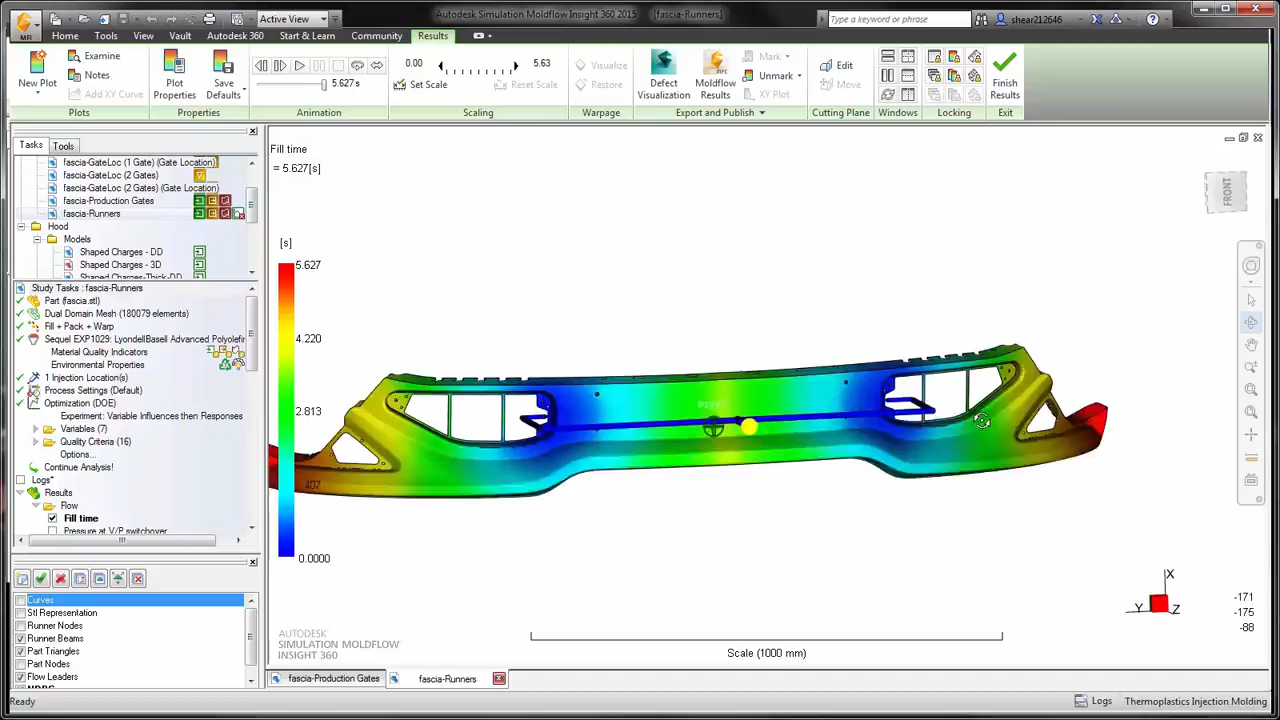 Active View
Autodesk Simulation Moldflow Insight 360 2015
[fascia-Runners]
Type a keyword or phrase
shear212646
MR
Home
Tools
View
Vault
Autodesk 360
Start & Learn
Community
Results
New Plot
Examine
Notes
Add XY Curve
Plots
Plot Properties
Save Defaults
Properties
5.627 s
Animation
0.00
5.63
Set Scale
Reset Scale
Scaling
Visualize
Restore
Warpage
Defect Visualization
Moldflow Results
Mark
Unmark
XY Plot
Export and Publish
Edit
Move
Cutting Plane
Windows
Locking
Finish Results
Exit
Tasks
Tools
fascia-GateLoc (1 Gate) (Gate Location)
fascia-GateLoc (2 Gates)
fascia-GateLoc (2 Gates) (Gate Location)
fascia-Production Gates
fascia-Runners
Hood
Models
Shaped Charges - DD
Shaped Charges - 3D
Shaped Charges-Thick-DD
Study Tasks : fascia-Runners
Part (fascia.stl)
Dual Domain Mesh (180079 elements)
Fill + Pack + Warp
Sequel EXP1029: LyondellBasell Advanced Polyolefi
Material Quality Indicators
Environmental Properties
1 Injection Location(s)
Process Settings (Default)
Optimization (DOE)
Experiment: Variable Influences then Responses
Variables (7)
Quality Criteria (16)
Options...
Continue Analysis!
Logs*
Results
Flow
Fill time
Pressure at V/P switchover
Curves
Stl Representation
Runner Nodes
Runner Beams
Part Triangles
Part Nodes
Flow Leaders
Fill time
= 5.627[s]
[s]
5.627
4.220
2.813
407
0.0000
FRONT
AUTODESK
SIMULATION MOLDFLOW
INSIGHT 360
Scale (1000 mm)
X
Y
Z
-171
-175
-88
fascia-Production Gates
fascia-Runners
Ready
Logs
Thermoplastics Injection Molding